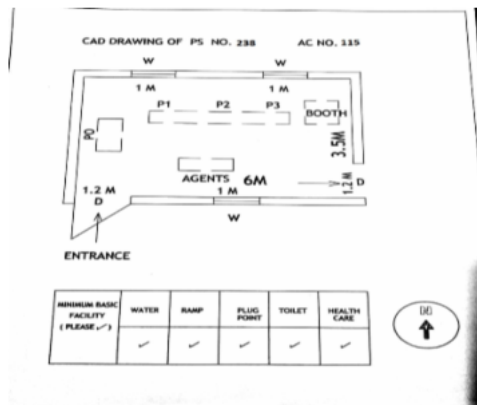 CAD DRAWING OF PS NO. 238 AC NO. 115
W W
1 M 1 M
P1 P2 P3
BOOTH
PO
3.5M
AGENTS 6M
1.2 M 1 M 1.2 M D
D
W
ENTRANCE
MINIMUM BASIC FACILITY ( PLEASE ✓ ) WATER RAMP PLUG POINT TOILET HEALTH CARE
✓ ✓ ✓ ✓ ✓
N